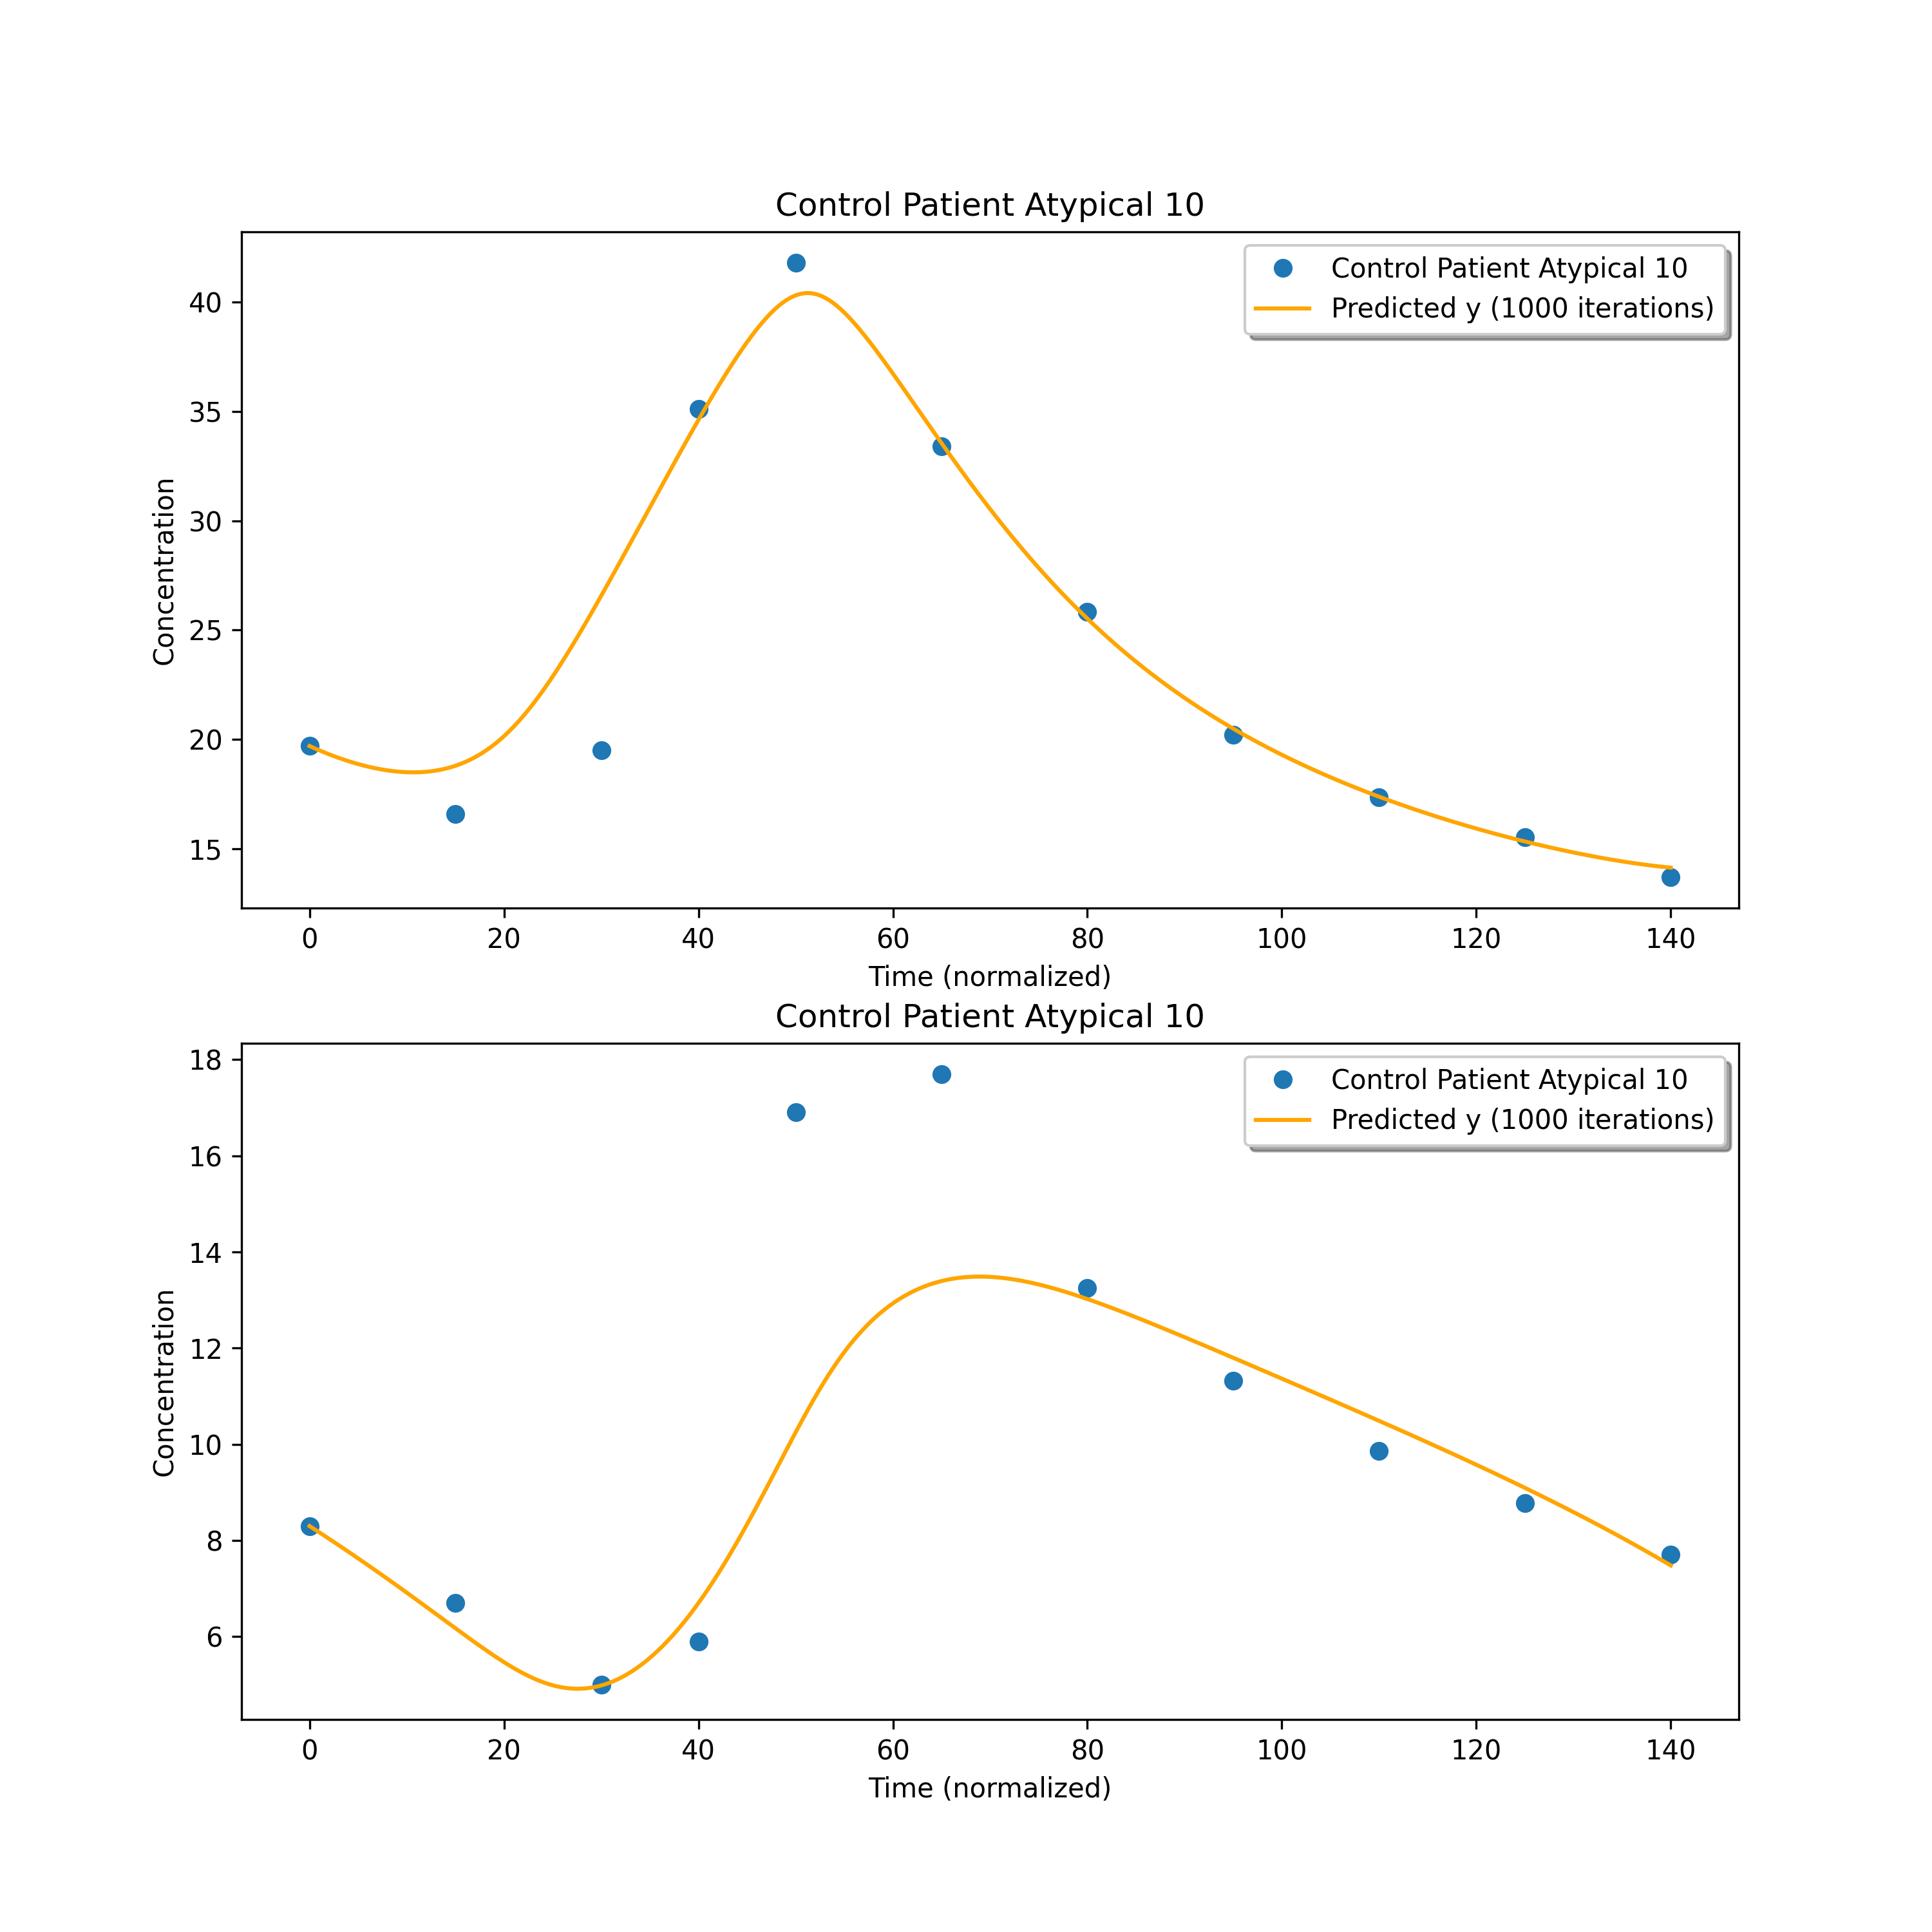 Control Patient Atypical 10
Control Patient Atypical 10
Predicted y (1000 iterations)
Concentration
40
35
30
25
20
15
0 20 40 60 80 100 120 140
Time (normalized)
Control Patient Atypical 10
Control Patient Atypical 10
Predicted y (1000 iterations)
Concentration
18
16
14
12
10
8
6
0 20 40 60 80 100 120 140
Time (normalized)